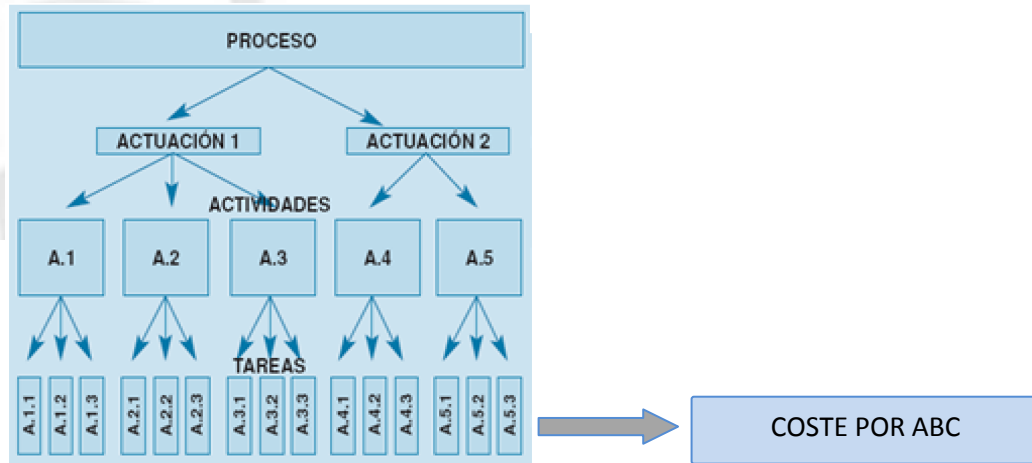 PROCESO
ACTUACIÓN 1
ACTUACIÓN 2
ACTIVIDADES
A.1
A.2
A.3
A.4
A.5
TAREAS
A.1.1
A.1.2
A.1.3
A.2.1
A.2.2
A.2.3
A.3.1
A.3.2
A.3.3
A.4.1
A.4.2
A.4.3
A.5.1
A.5.2
A.5.3
COSTE POR ABC